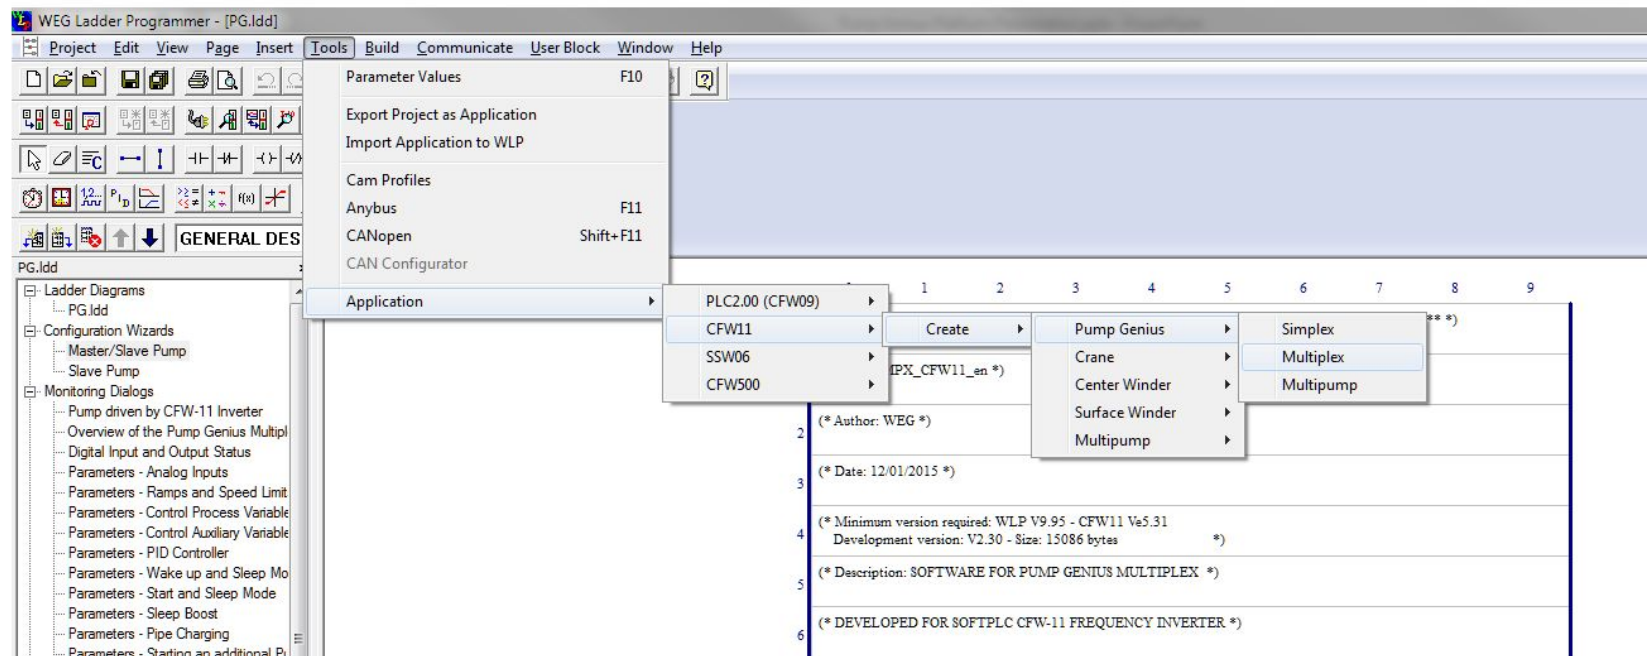 WEG Ladder Programmer - [PG.ldd]
Project Edit View Page Insert Tools Build Communicate User Block Window Help
Parameter Values F10
Export Project as Application
Import Application to WLP
Cam Profiles
Anybus F11
CANopen Shift+F11
CAN Configurator
Application
GENERAL DES
PLC2.00 (CFW09)
CFW11
SSW06
CFW500
Create
Pump Genius
Crane
Center Winder
Surface Winder
Multipump
Simplex
Multiplex
Multipump
PG.ldd
Ladder Diagrams
PG.ldd
Configuration Wizards
Master/Slave Pump
Slave Pump
Monitoring Dialogs
Pump driven by CFW-11 Inverter
Overview of the Pump Genius Multipl
Digital Input and Output Status
Parameters - Analog Inputs
Parameters - Ramps and Speed Limit
Parameters - Control Process Variable
Parameters - Control Auxiliary Variable
Parameters - PID Controller
Parameters - Wake up and Sleep Mo
Parameters - Start and Sleep Mode
Parameters - Sleep Boost
Parameters - Pipe Charging
Parameters - Starting an additional P
1 2 3 4 5 6 7 8 9
** *)
MPX_CFW11_en *)
2 (* Author: WEG *)
3 (* Date: 12/01/2015 *)
4 (* Minimum version required: WLP V9.95 - CFW11 Ve5.31
Development version: V2.30 - Size: 15086 bytes *)
5 (* Description: SOFTWARE FOR PUMP GENIUS MULTIPLEX *)
6 (* DEVELOPED FOR SOFTPLC CFW-11 FREQUENCY INVERTER *)